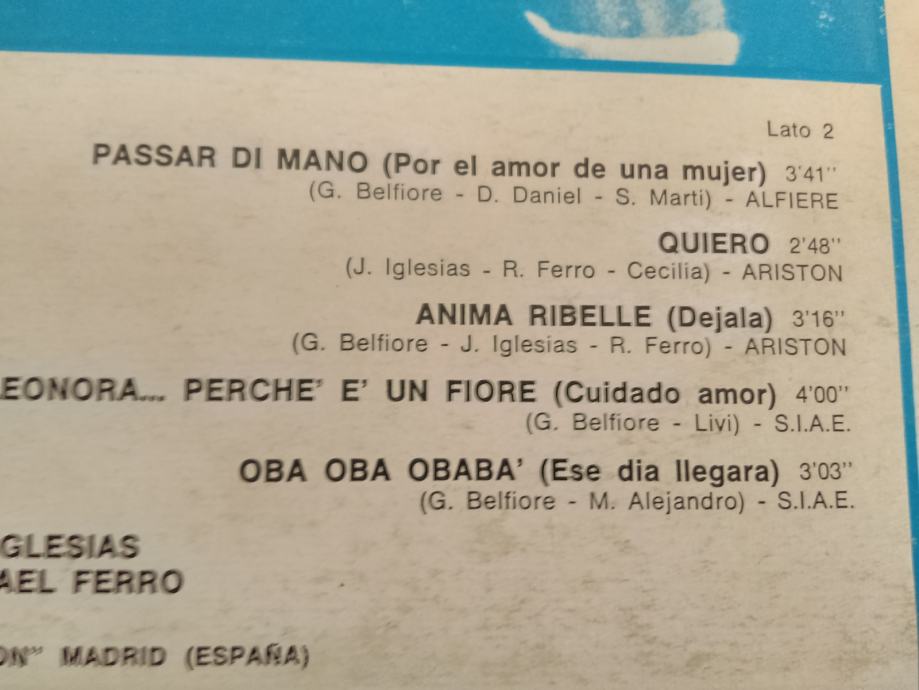 Lato 2
PASSAR DI MANO (Por el amor de una mujer) 3'41''
(G. Belfiore - D. Daniel - S. Marti) - ALFIERE
QUIERO 2'48''
(J. Iglesias - R. Ferro - Cecilia) - ARISTON
ANIMA RIBELLE (Dejala) 3'16''
(G. Belfiore - J. Iglesias - R. Ferro) - ARISTON
EONORA... PERCHE' E' UN FIORE (Cuidado amor) 4'00''
(G. Belfiore - Livi) - S.I.A.E.
OBA OBA OBABA' (Ese dia llegara) 3'03''
(G. Belfiore - M. Alejandro) - S.I.A.E.
GLESIAS
AEL FERRO
ON" MADRID (ESPAÑA)